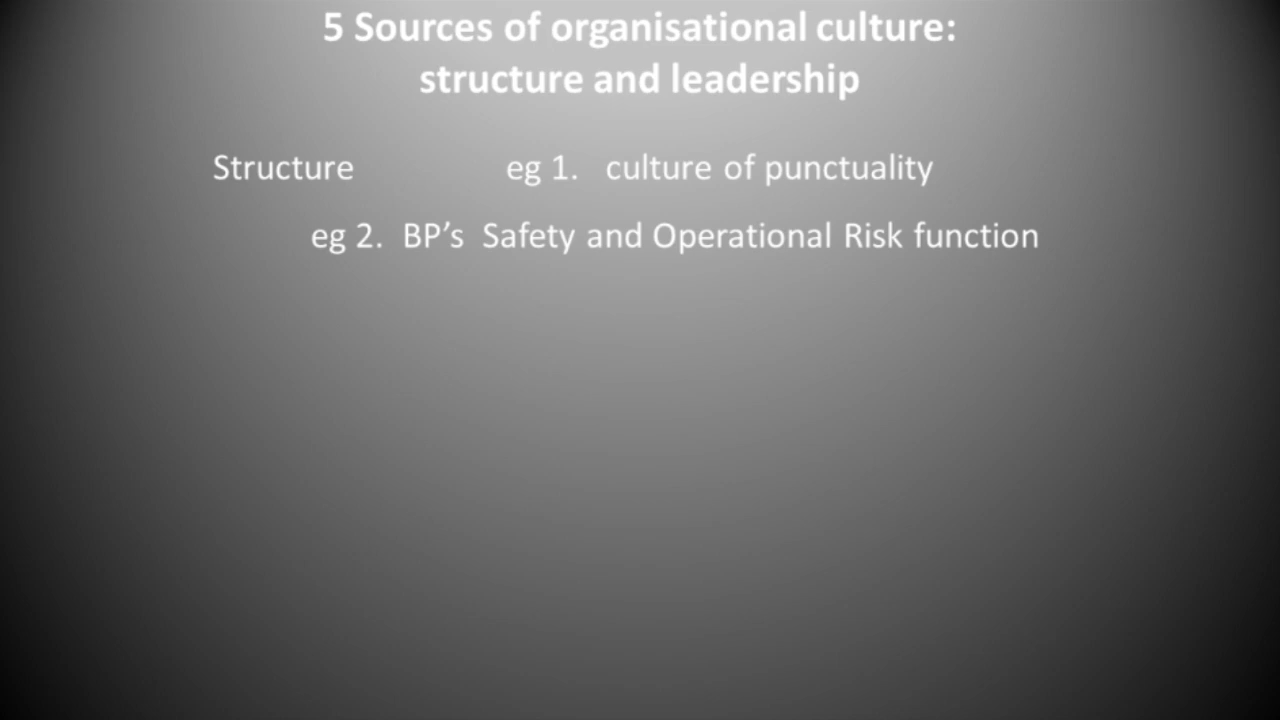 5 Sources of organisational culture:
structure and leadership
Structure eg 1. culture of punctuality
eg 2. BP’s Safety and Operational Risk function